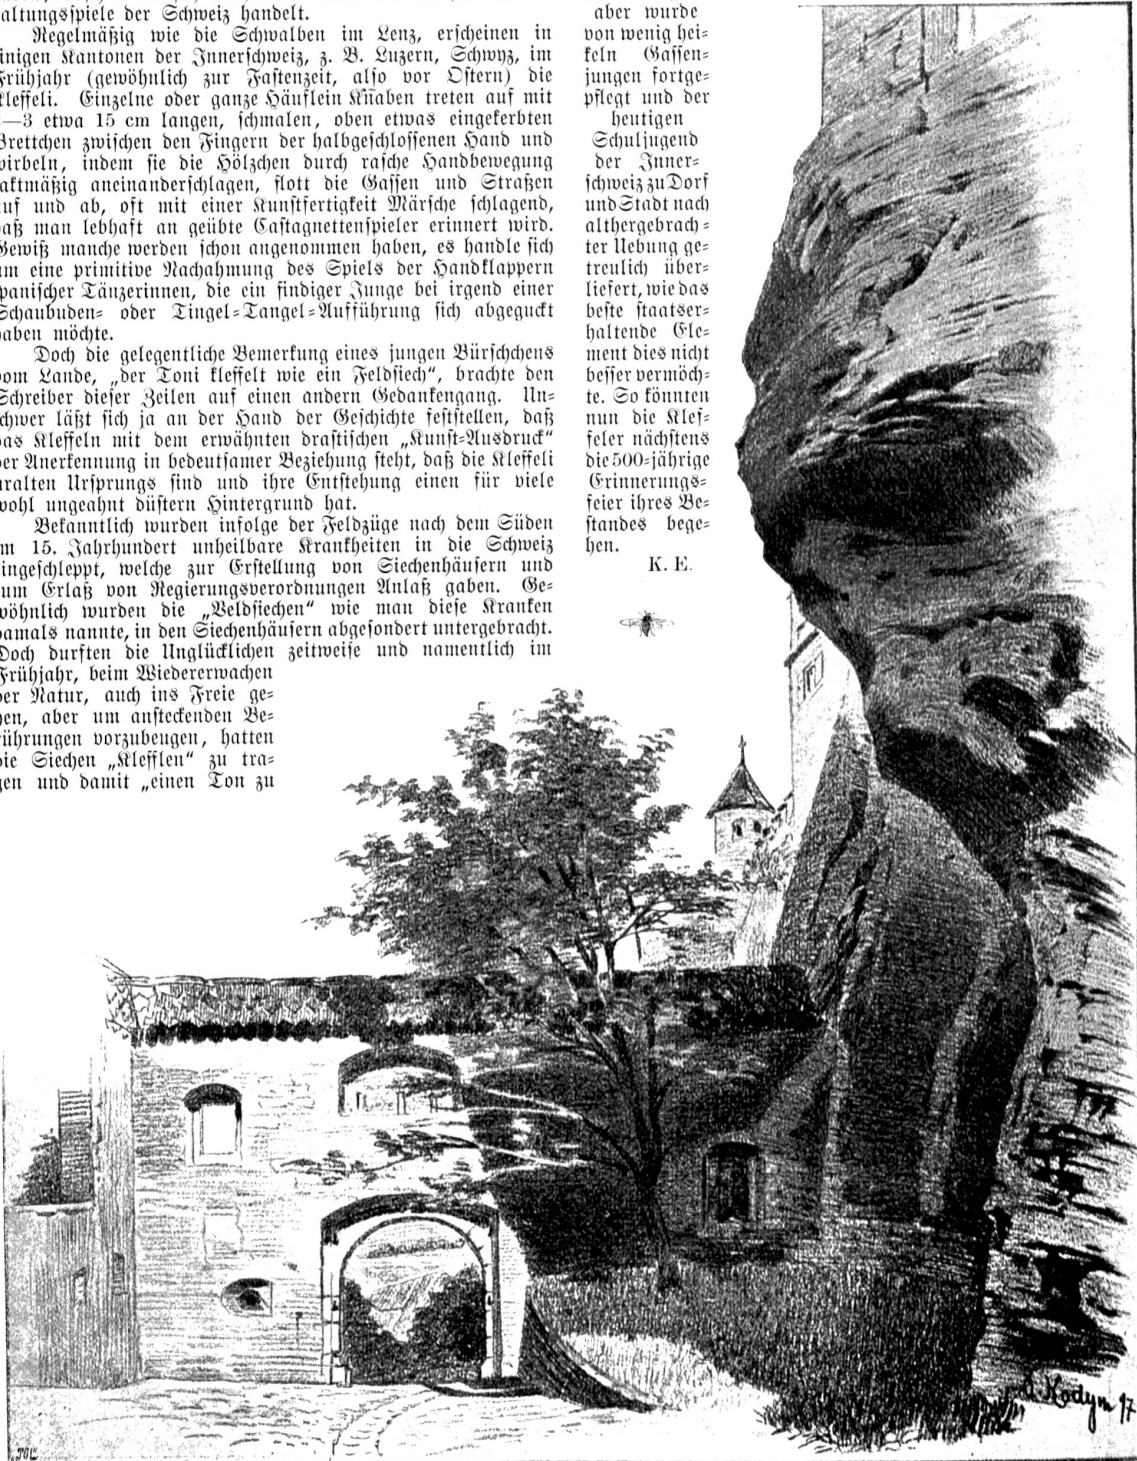 altungsspiele der Schweiz handelt.
Regelmäßig wie die Schwalben im Lenz, erscheinen in
inigen Kantonen der Innerschweiz, z. B. Luzern, Schwyz, im
Frühjahr (gewöhnlich zur Fastenzeit, also vor Ostern) die
Kleffeli. Einzelne oder ganze Häuflein Knaben treten auf mit
—3 etwa 15 cm langen, schmalen, oben etwas eingekerbten
Brettchen zwischen den Fingern der halbgeschlossenen Hand und
wirbeln, indem sie die Hölzchen durch rasche Handbewegung
taktmäßig aneinanderschlagen, flott die Gassen und Straßen
auf und ab, oft mit einer Kunstfertigkeit Märsche schlagend,
daß man lebhaft an geübte Castagnettenspieler erinnert wird.
Gewiß manche werden schon angenommen haben, es handle sich
um eine primitive Nachahmung des Spiels der Handklappern
spanischer Tänzerinnen, die ein findiger Junge bei irgend einer
Schaubuden= oder Tingel=Tangel=Aufführung sich abgeguckt
haben möchte.
Doch die gelegentliche Bemerkung eines jungen Bürschchens
vom Lande, „der Toni kleffelt wie ein Feldsiech“, brachte den
Schreiber dieser Zeilen auf einen andern Gedankengang. Un=
schwer läßt sich ja an der Hand der Geschichte feststellen, daß
das Kleffeln mit dem erwähnten drastischen „Kunst=Ausdruck“
der Anerkennung in bedeutsamer Beziehung steht, daß die Kleffeli
uralten Ursprungs sind und ihre Entstehung einen für viele
wohl ungeahnt düstern Hintergrund hat.
Bekanntlich wurden infolge der Feldzüge nach dem Süden
im 15. Jahrhundert unheilbare Krankheiten in die Schweiz
eingeschleppt, welche zur Erstellung von Siechenhäusern und
zum Erlaß von Regierungsverordnungen Anlaß gaben. Ge=
wöhnlich wurden die „Veldsiechen“ wie man diese Kranken
damals nannte, in den Siechenhäusern abgesondert untergebracht.
Doch durften die Unglücklichen zeitweise und namentlich im
Frühjahr, beim Wiedererwachen
der Natur, auch ins Freie ge=
hen, aber um ansteckenden Be=
rührungen vorzubeugen, hatten
die Siechen „Klefflen“ zu tra=
gen und damit „einen Ton zu
aber wurde
von wenig hei=
keln Gassen=
jungen fortge=
pflegt und der
heutigen
Schuljugend
der Inner=
schweiz zu Dorf
und Stadt nach
althergebrach=
ter Uebung ge=
treulich über=
liefert, wie das
beste staatser=
haltende Ele=
ment dies nicht
besser vermöch=
te. So könnten
nun die Klef=
feler nächstens
die 500=jährige
Erinnerungs=
feier ihres Be=
standes bege=
hen.
K. E.
A. Kodym 97